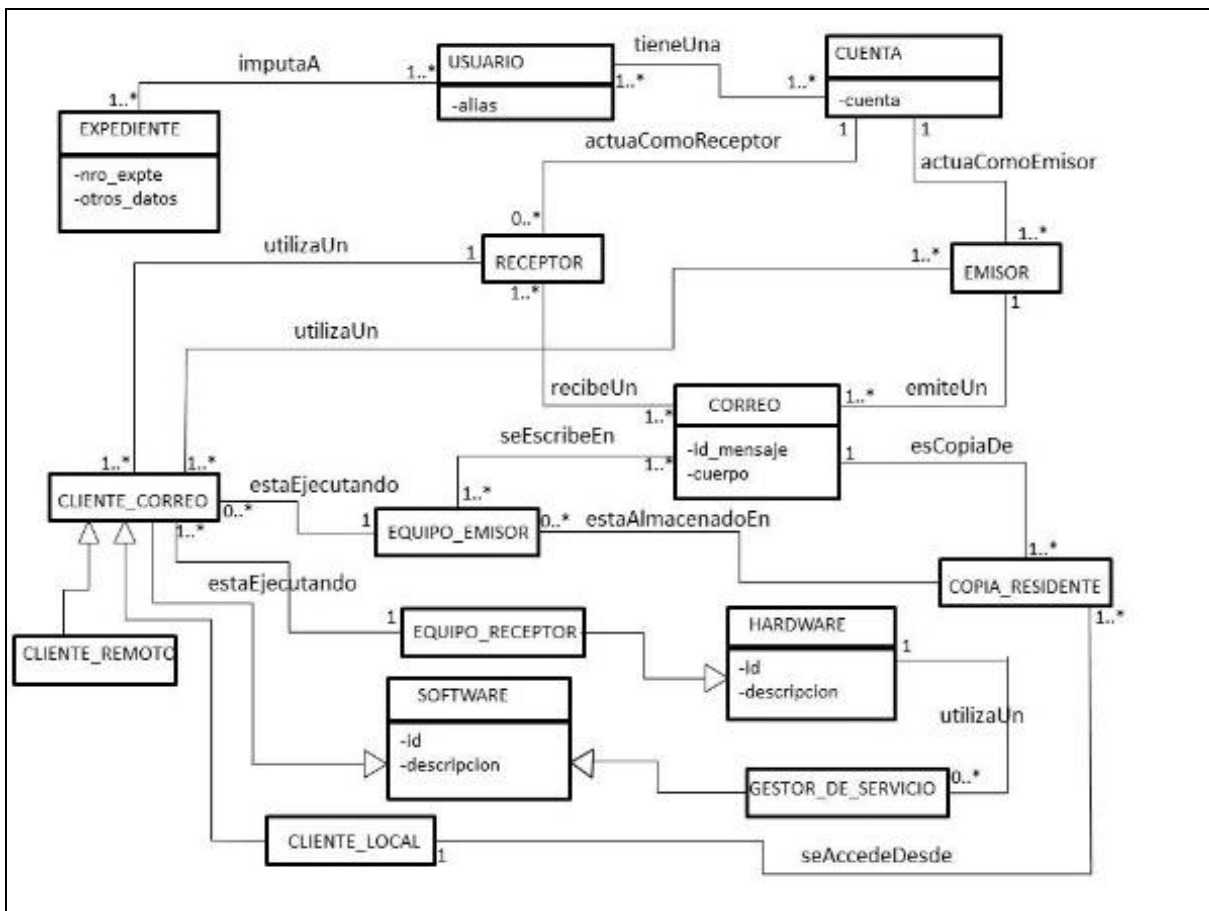 USUARIO
-alias
tieneUna
1..*
1..*
CUENTA
-cuenta
imputaA
1..*
1..*
EXPEDIENTE
-nro_expte
-otros_datos
actuaComoReceptor
1
1
actuaComoEmisor
0..*
1..*
utilizaUn
1
RECEPTOR
1..*
1..*
EMISOR
1
utilizaUn
recibeUn
1..*
CORREO
-id_mensaje
-cuerpo
1..*
emiteUn
seEscribeEn
1
esCopiaDe
1..*
1..*
CLIENTE_CORREO
0..*
1..*
estaEjecutando
1
1..*
EQUIPO_EMISOR
0..*
estaAlmacenadoEn
1..*
COPIA_RESIDENTE
1..*
estaEjecutando
1
EQUIPO_RECEPTOR
HARDWARE
-id
-descripcion
1
CLIENTE_REMOTO
SOFTWARE
-id
-descripcion
utilizaUn
0..*
GESTOR_DE_SERVICIO
CLIENTE_LOCAL
1
seAccedeDesde